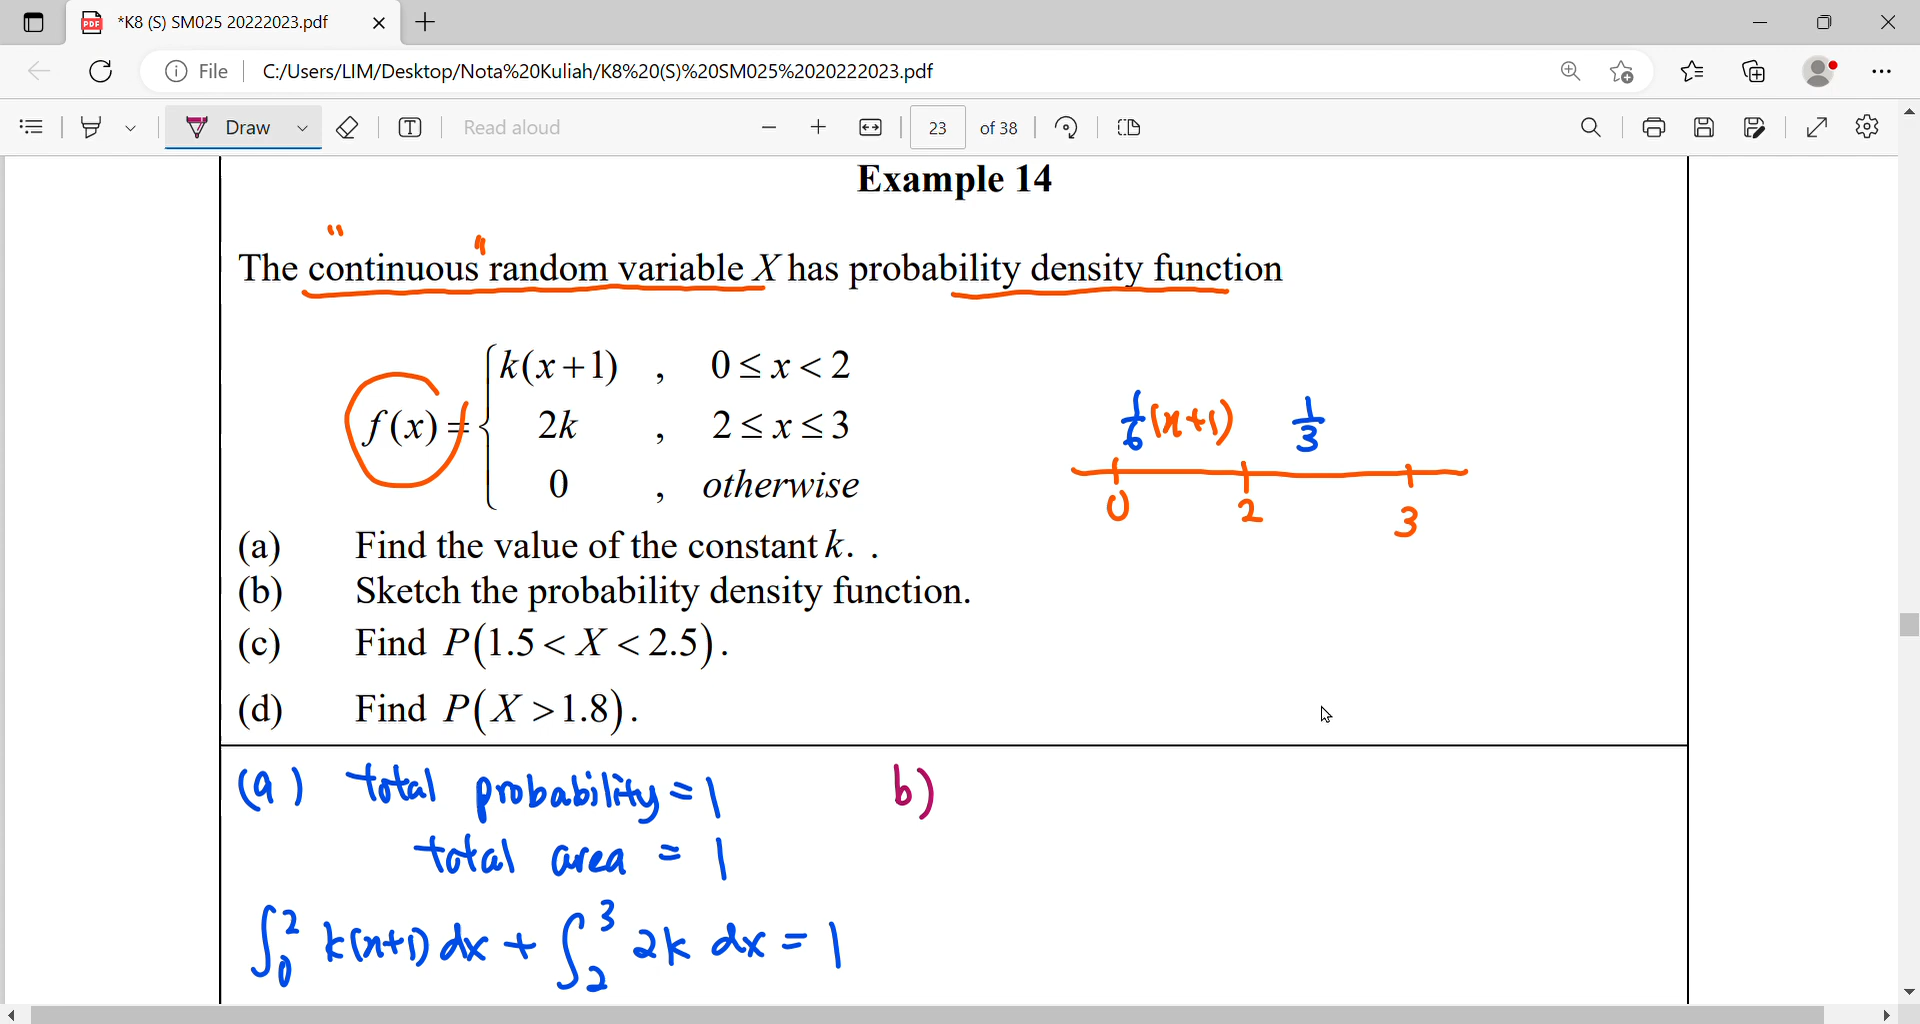 *K8 (S) SM025 20222023.pdf
File C:/Users/LIM/Desktop/Nota%20Kuliah/K8%20(S)%20SM025%2020222023.pdf
Draw Read aloud 23 of 38
Example 14
The "continuous" random variable X has probability density function
f(x) = { k(x+1) , 0 ≤ x < 2
2k , 2 ≤ x ≤ 3
0 , otherwise
1/6 (x+1) 1/3
0 2 3
(a) Find the value of the constant k. .
(b) Sketch the probability density function.
(c) Find P(1.5 < X < 2.5).
(d) Find P(X > 1.8).
(a) total probability = 1
total area = 1
∫₀² k(x+1) dx + ∫₂³ 2k dx = 1
b)